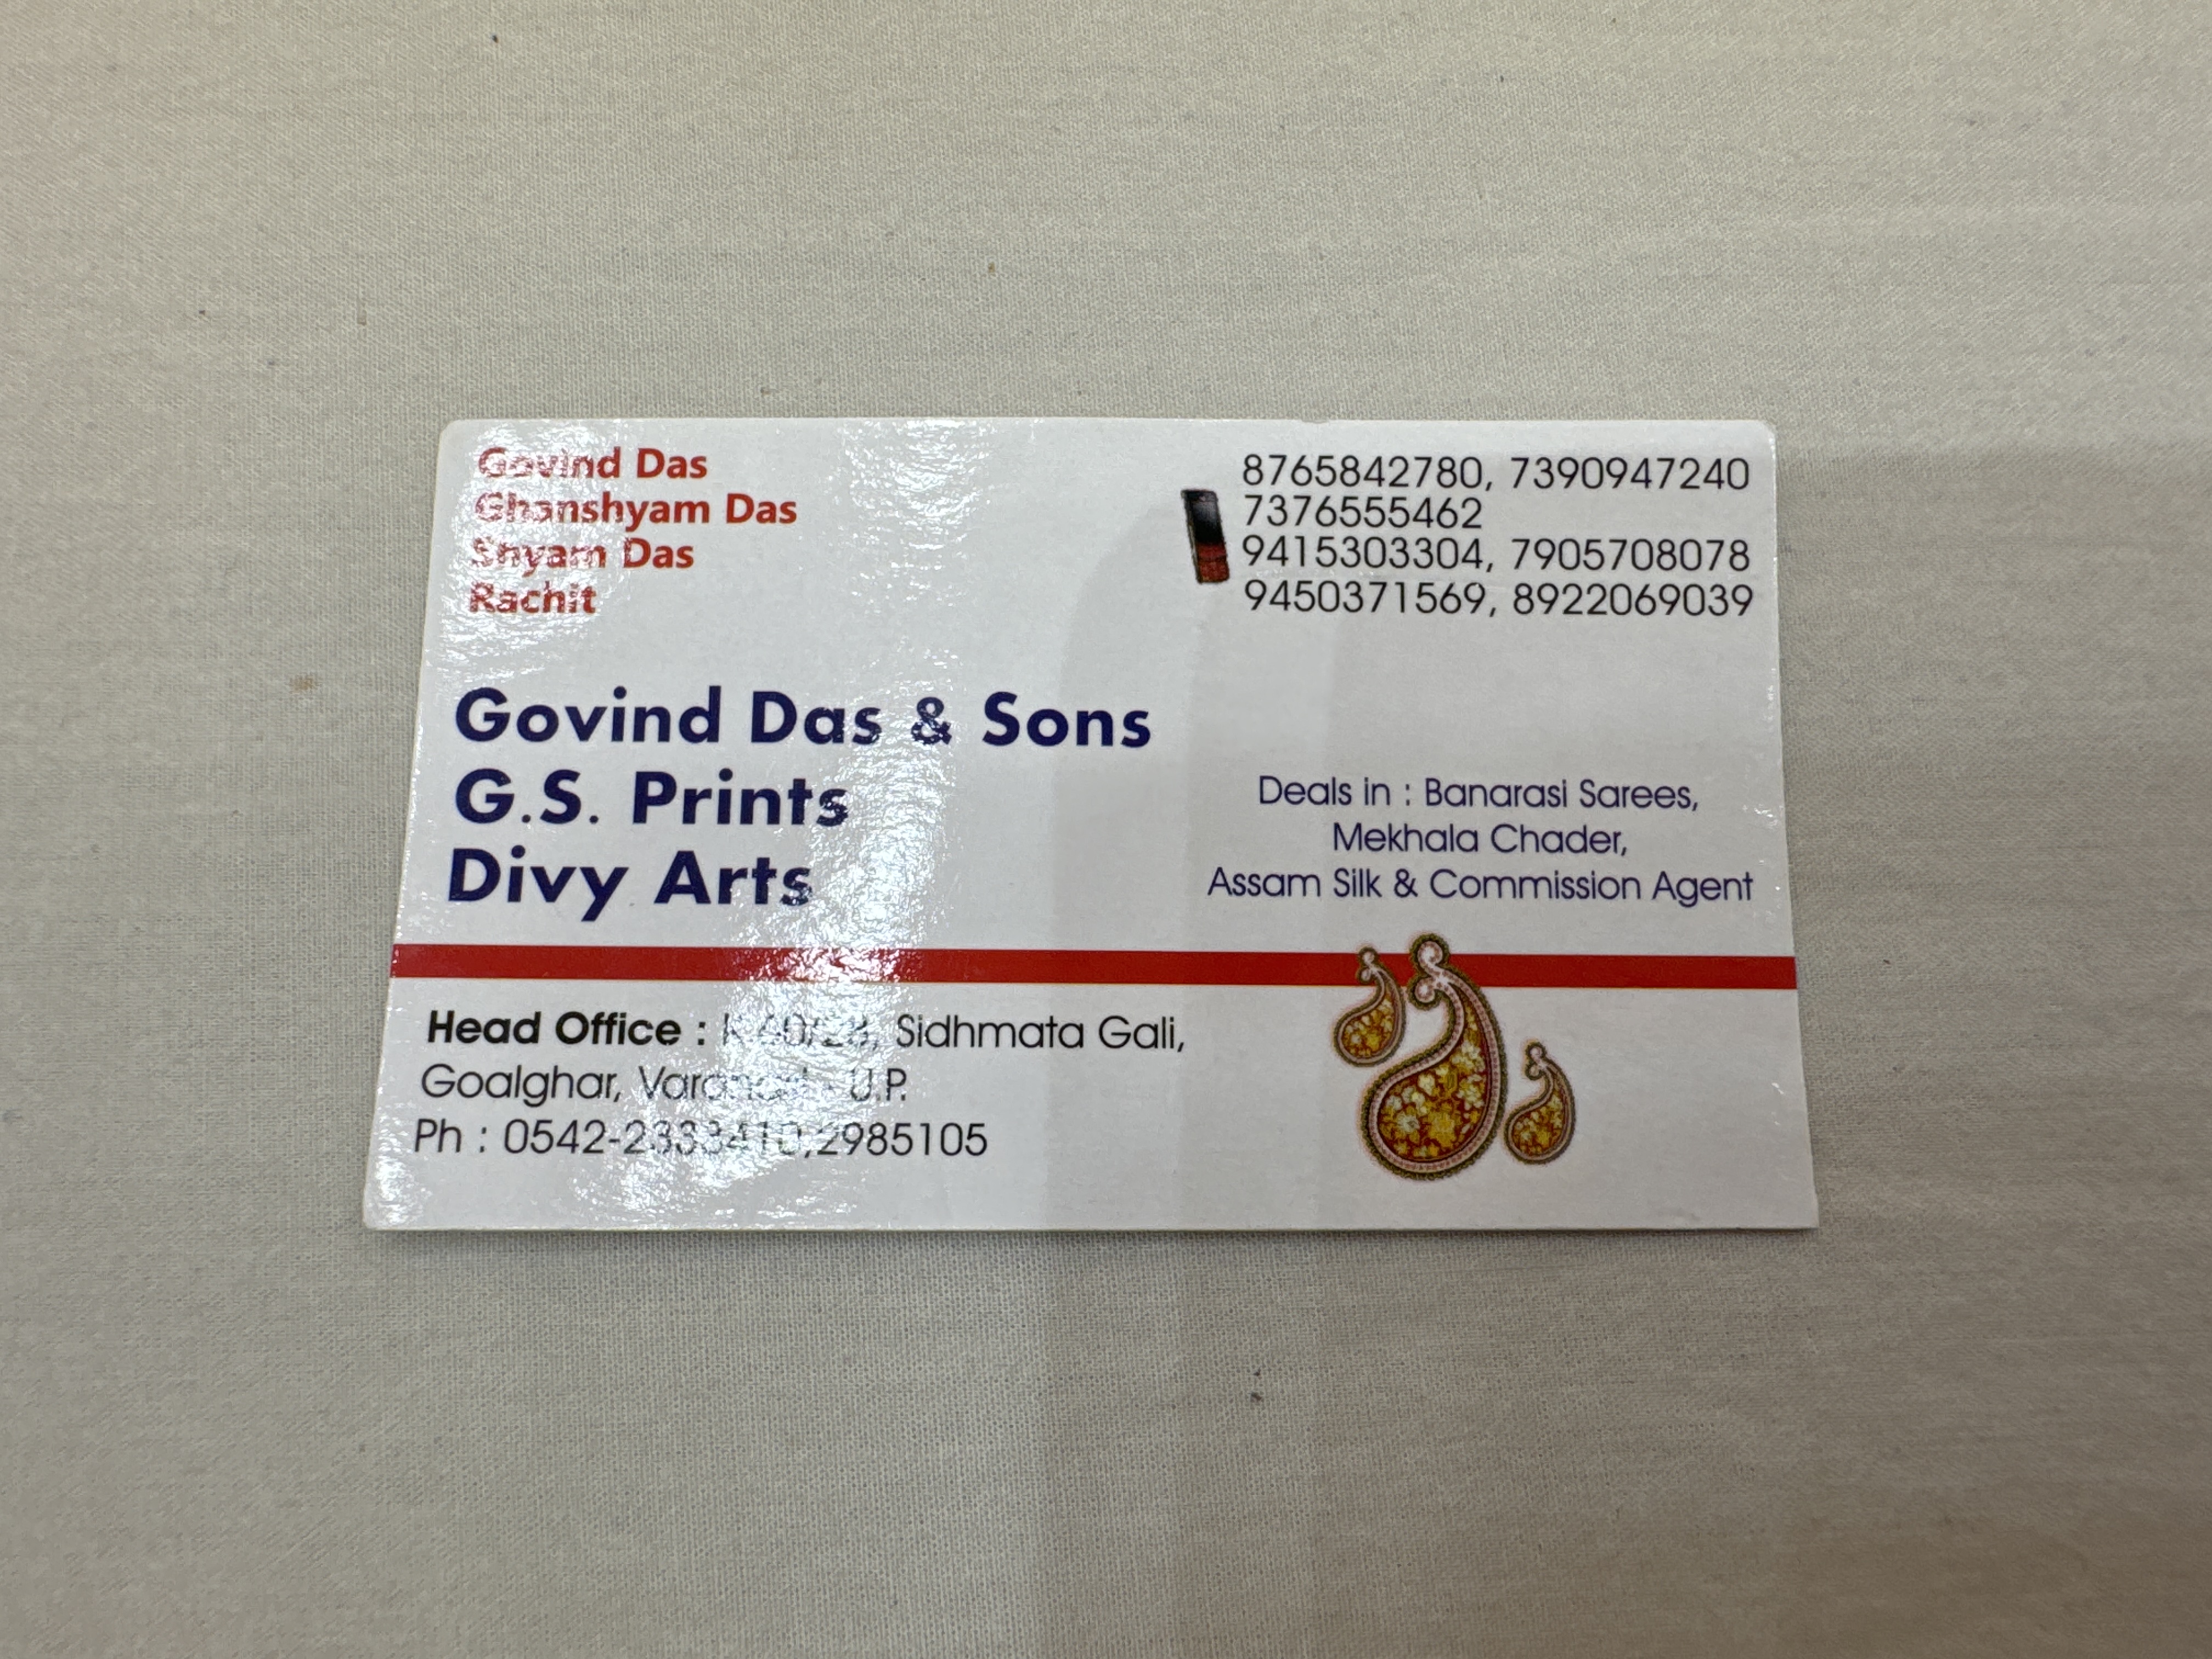 Govind Das
Ghanshyam Das
Shyam Das
Rachit
8765842780, 7390947240
7376555462
9415303304, 7905708078
9450371569, 8922069039
Govind Das & Sons
G.S. Prints
Divy Arts
Deals in : Banarasi Sarees,
Mekhala Chader,
Assam Silk & Commission Agent
Head Office : Sidhmata Gali,
Goalghar, Varanasi - U.P.
Ph : 0542-2333410,2985105